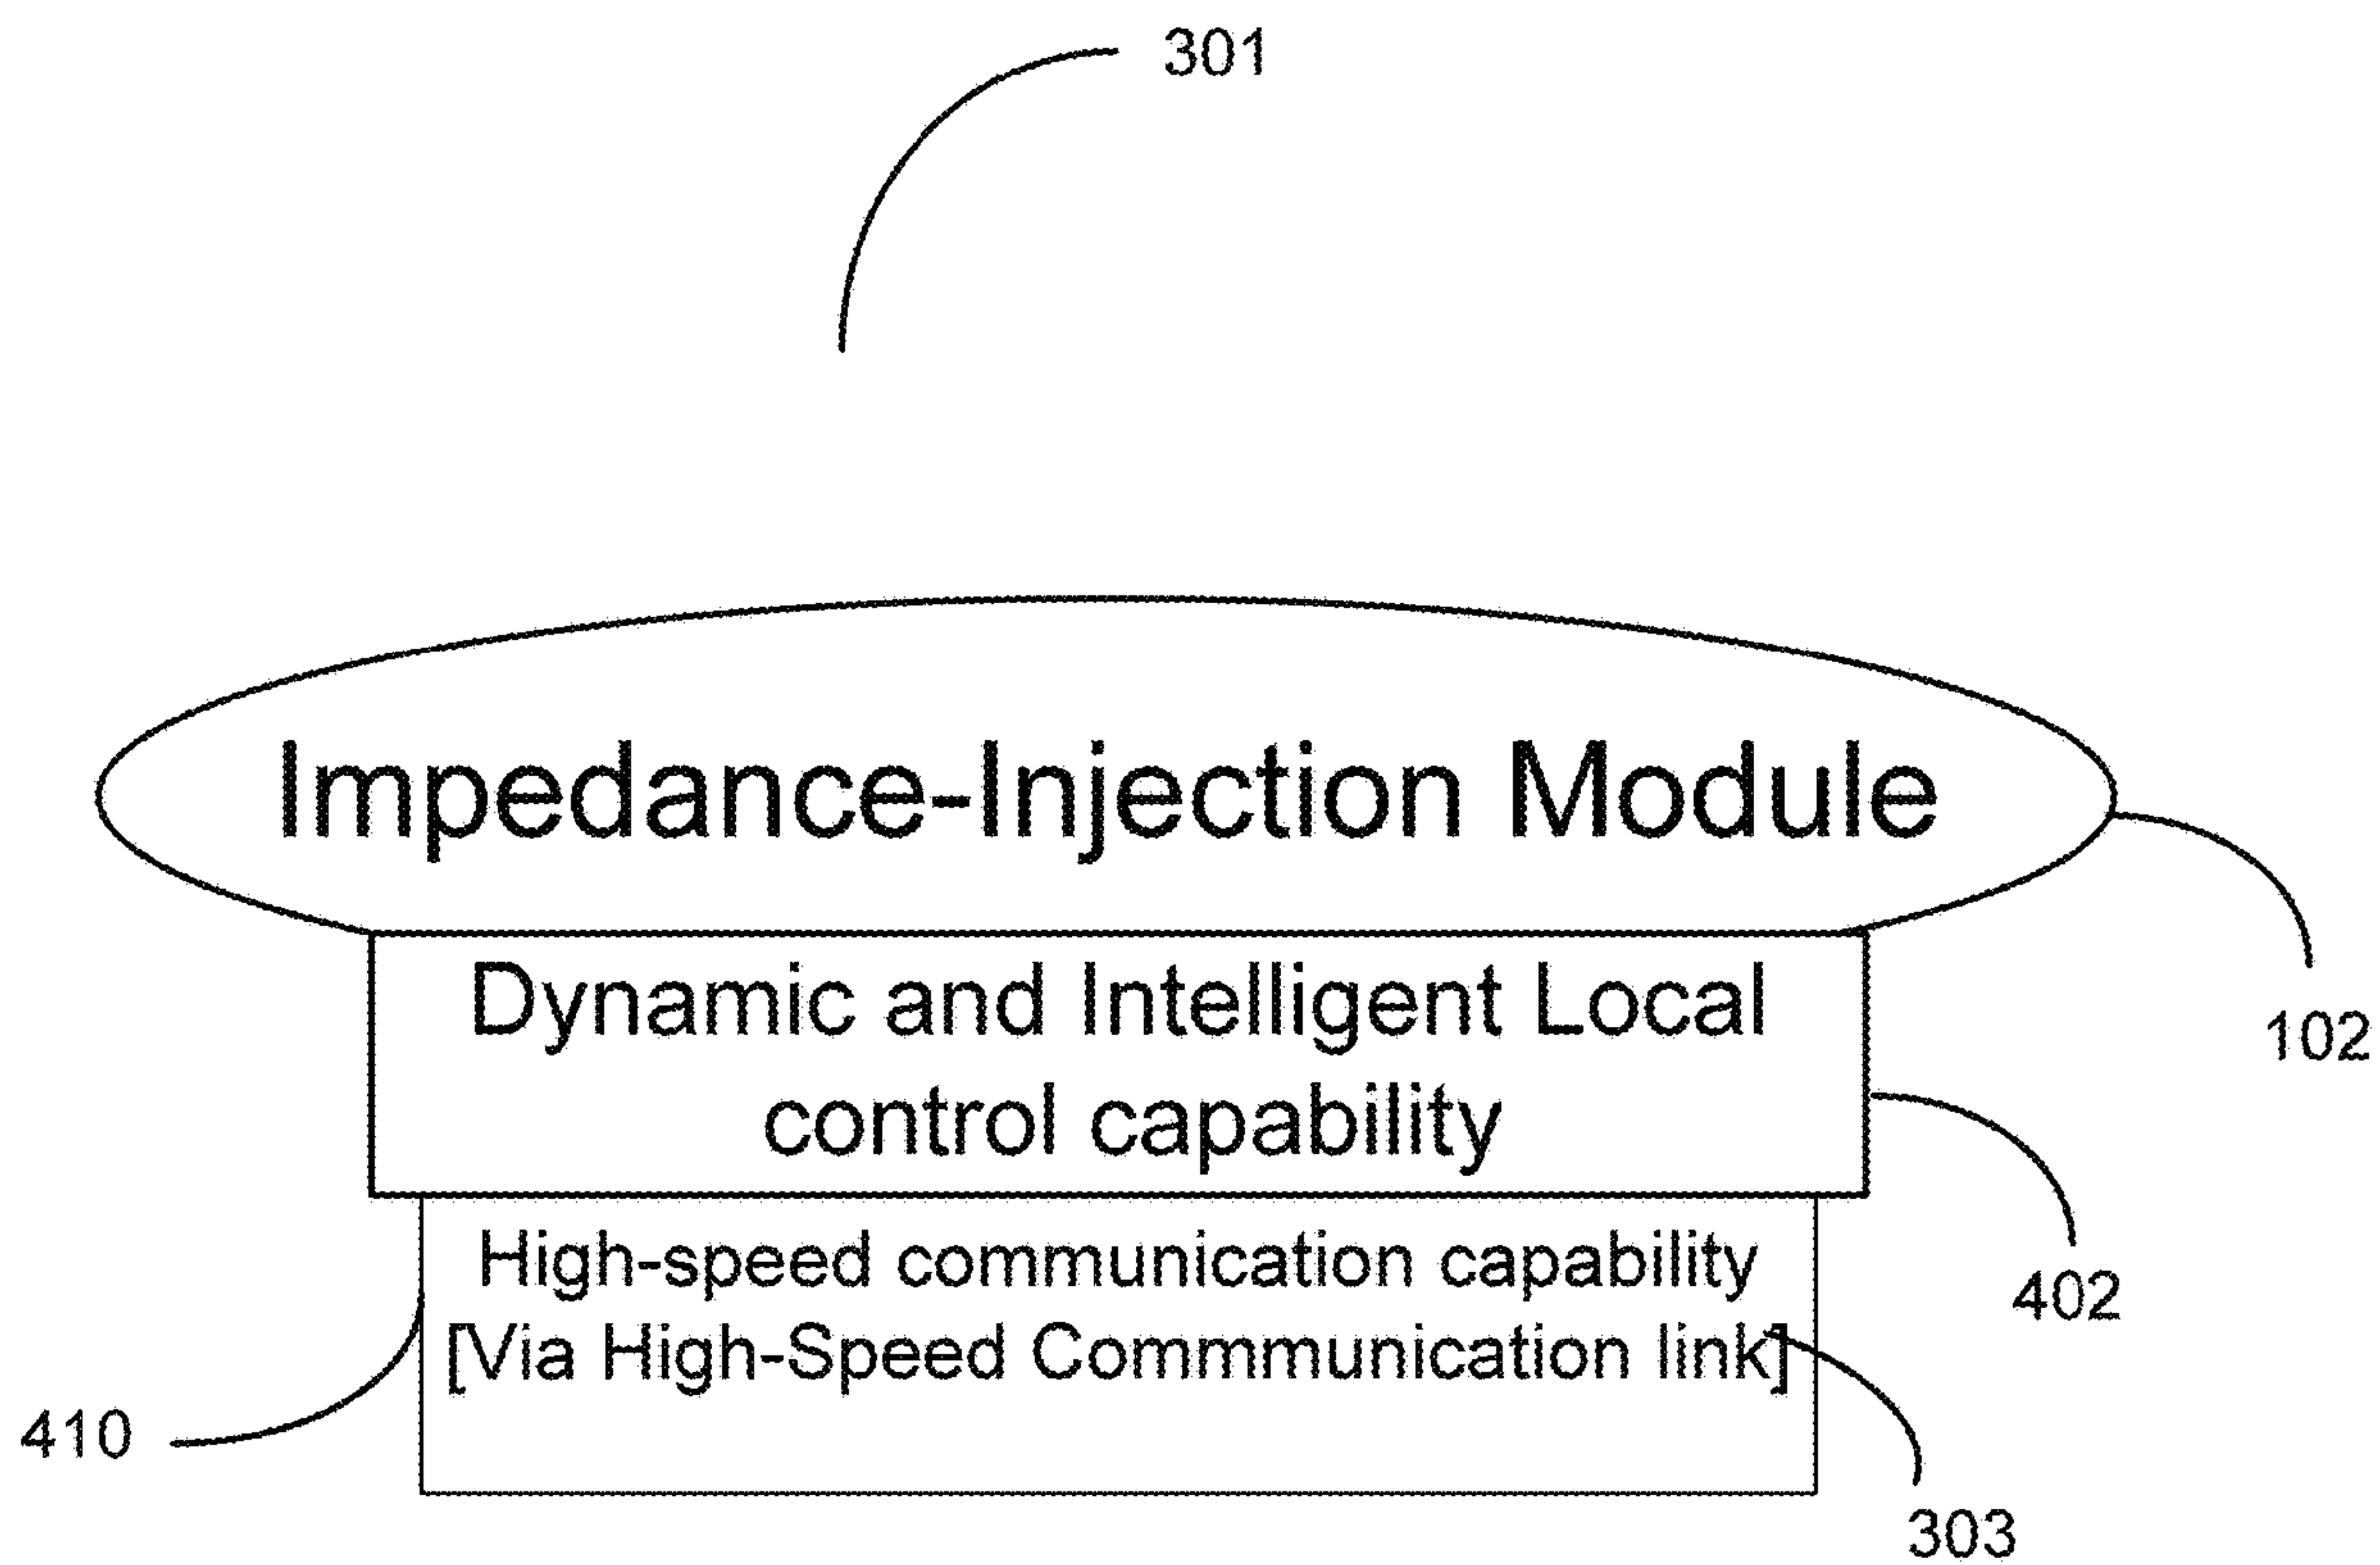 301
Impedance-Injection Module
102
Dynamic and Intelligent Local
control capability
402
High-speed communication capability
[Via High-Speed Commmunication link]
410
303